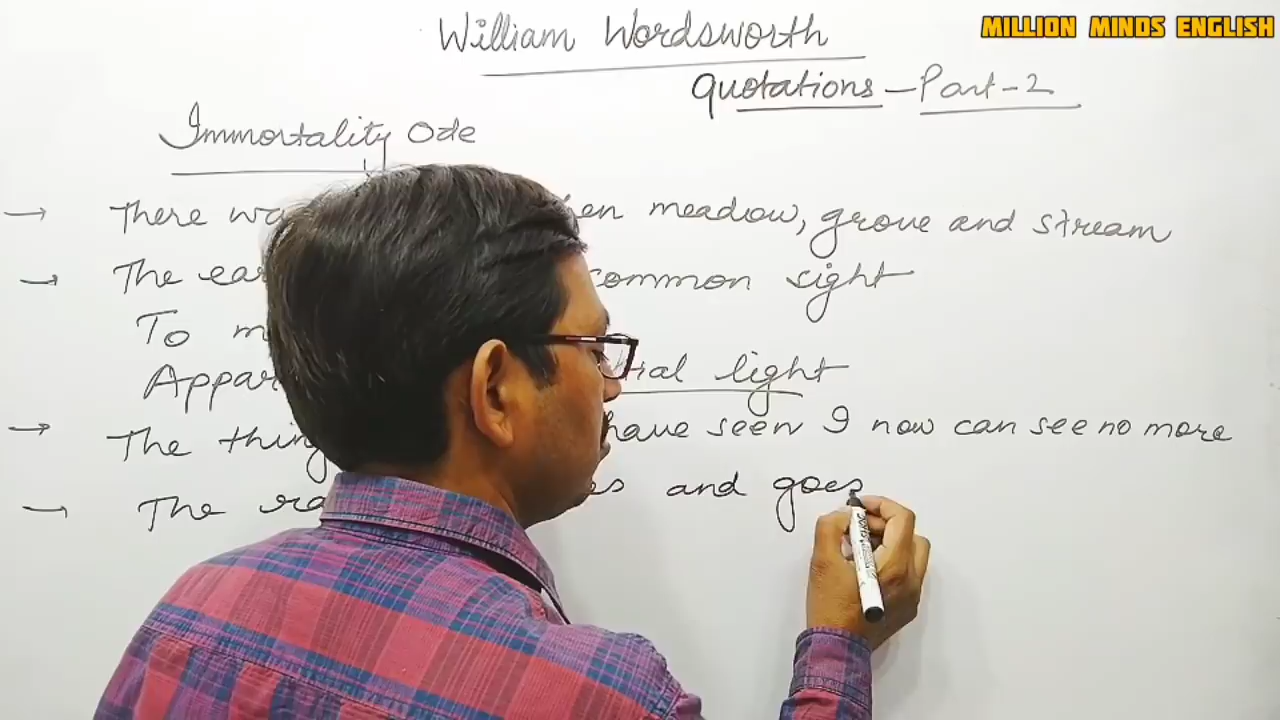 MILLION MINDS ENGLISH
William Wordsworth
Quotations - Part-2
Immortality Ode
→ There meadow, grove and stream
→ The common sight
To
light
→ The have seen I now can see no more
→ The and goes